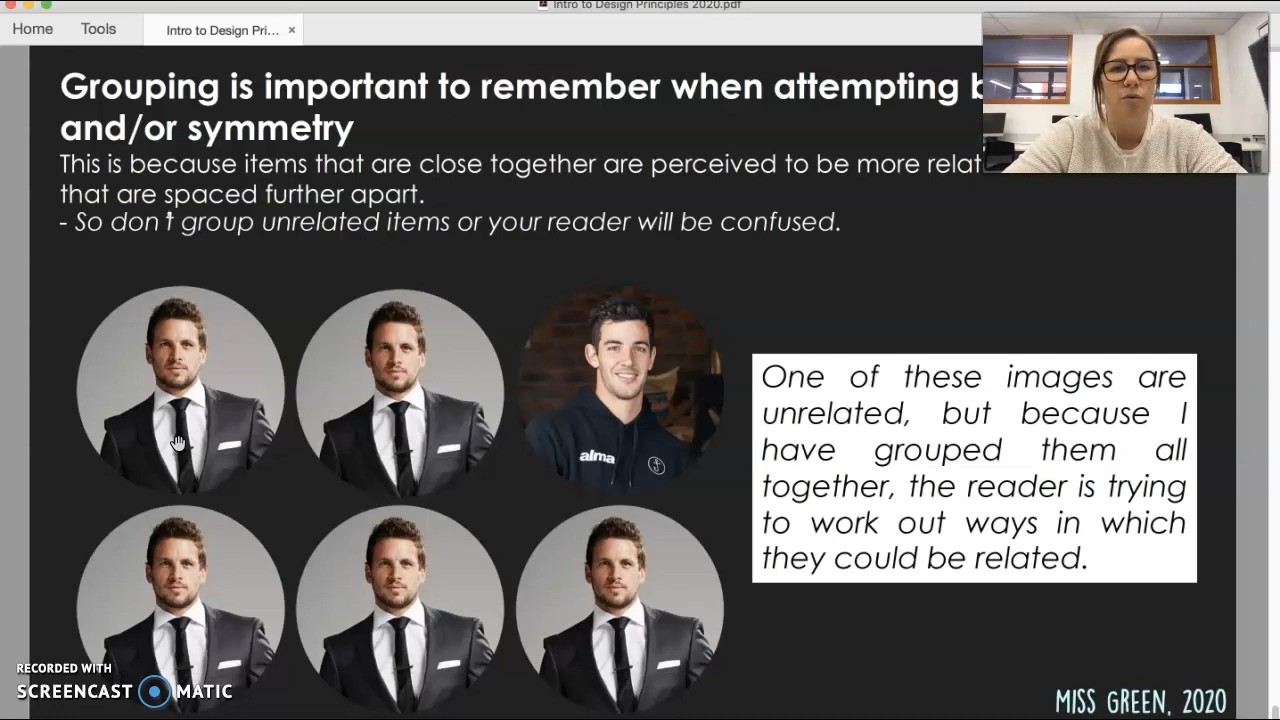 Intro to Design Principles 2020.pdf
Home Tools Intro to Design Pri... ×
Grouping is important to remember when attempting
and/or symmetry
This is because items that are close together are perceived to be more
that are spaced further apart.
- So don't group unrelated items or your reader will be confused.
alma
One of these images are
unrelated, but because I
have grouped them all
together, the reader is trying
to work out ways in which
they could be related.
RECORDED WITH
SCREENCAST MATIC
MISS GREEN, 2020